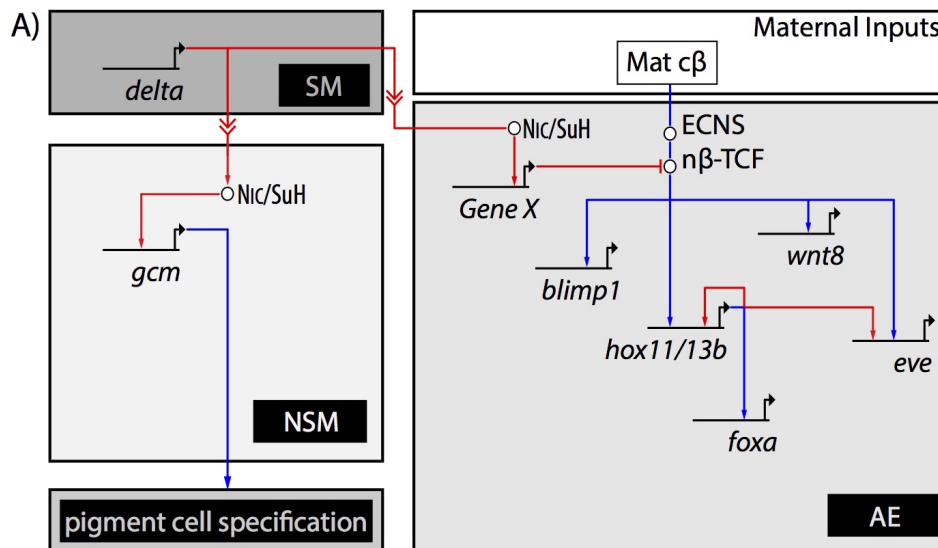 A)
delta
SM
Maternal Inputs
Mat cβ
ECNS
nβ-TCF
NIC/SUH
Gene X
NIC/SUH
gcm
blimp1
wnt8
hox11/13b
eve
foxa
NSM
pigment cell specification
AE